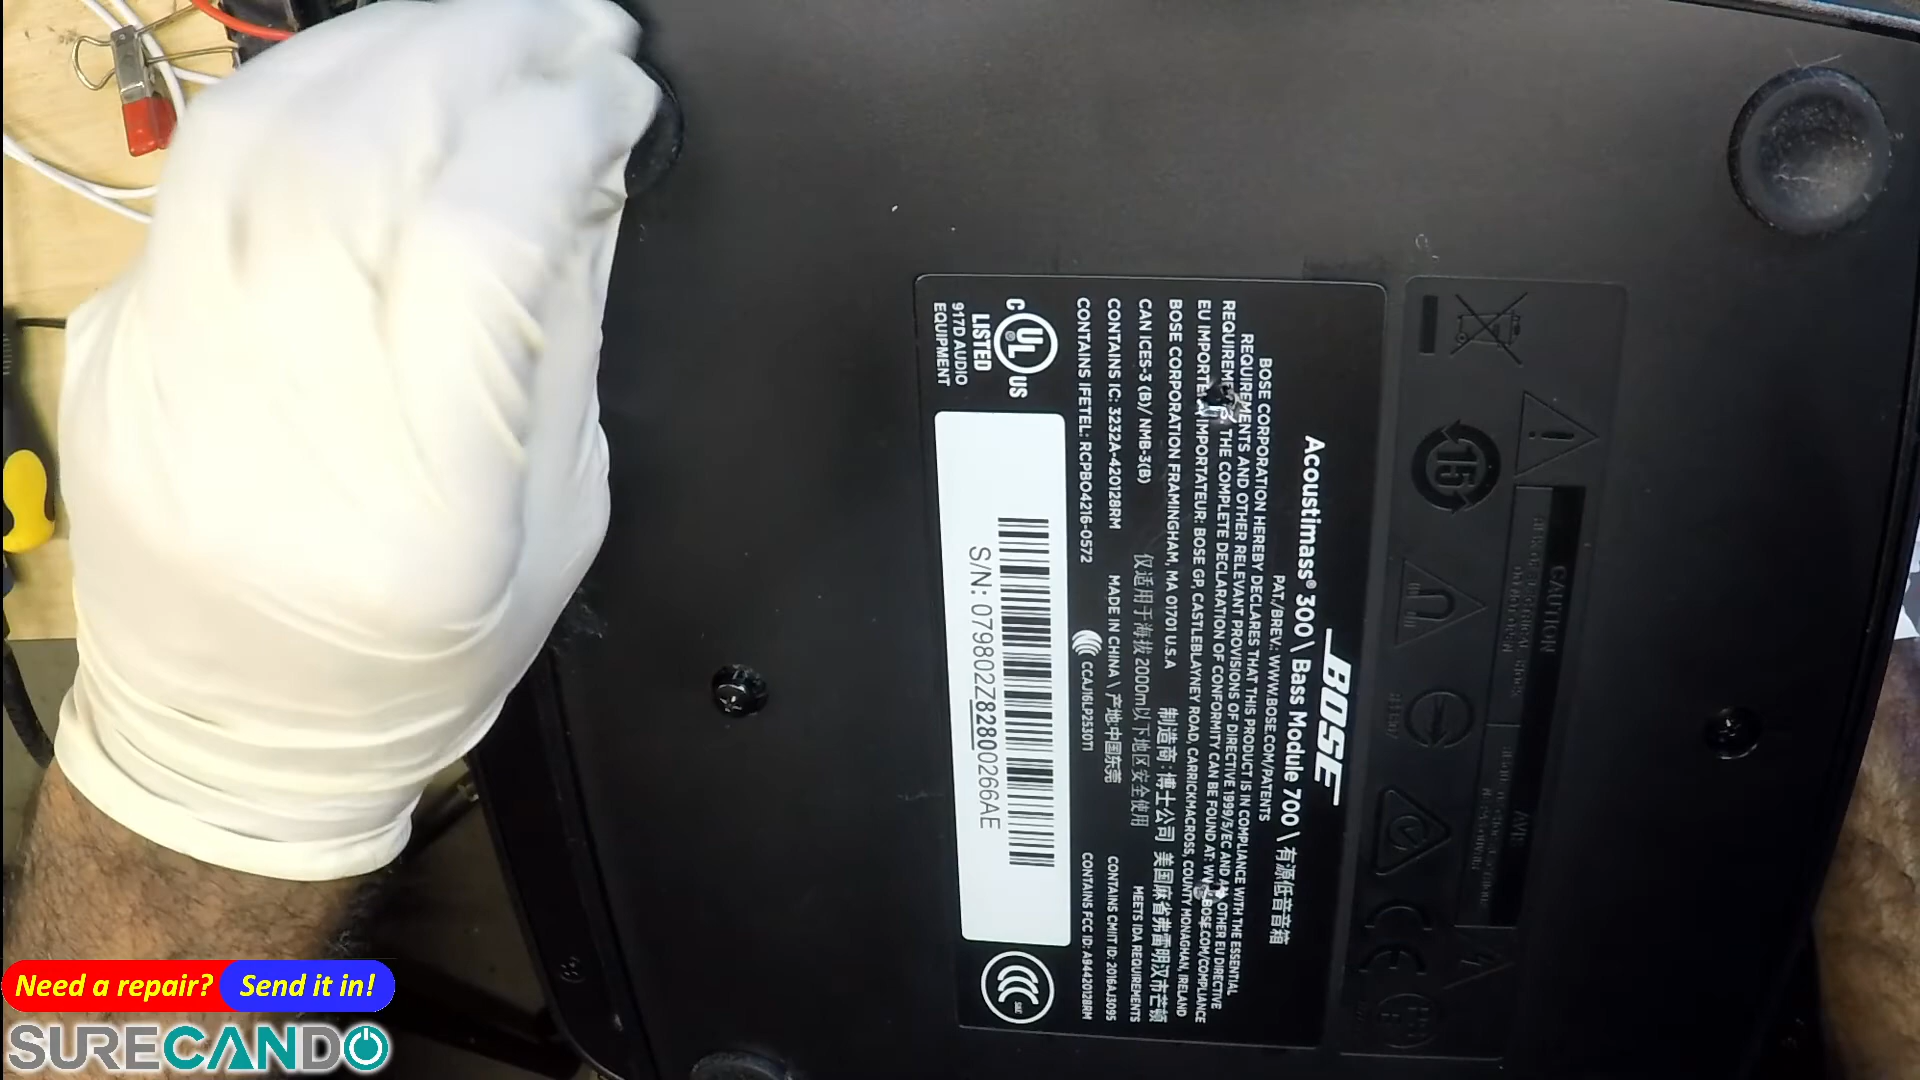 BOSE
Acoustimass® 300 \ Bass Module 700 \ 有源低音音箱
PAT./BREV.: WWW.BOSE.COM/PATENTS
BOSE CORPORATION HEREBY DECLARES THAT THIS PRODUCT IS IN COMPLIANCE WITH THE ESSENTIAL
REQUIREMENTS AND OTHER RELEVANT PROVISIONS OF DIRECTIVE 1999/5/EC AND OTHER EU DIRECTIVE
THE COMPLETE DECLARATION OF CONFORMITY CAN BE FOUND AT: WWW.BOSE.COM/COMPLIANCE
EU IMPORTATEUR: BOSE GP, CASTLEBLAYNEY ROAD, CARRICKMACROSS, COUNTY MONAGHAN, IRELAND
BOSE CORPORATION FRAMINGHAM, MA 01701 U.S.A 制造商: 博士公司 美国麻省弗雷明汉市芒顿
CAN ICES-3 (B)/ NMB-3(B) 仅适用于海拔 2000m以下地区安全使用 MEETS IDA REQUIREMENTS
CONTAINS IC: 3232A-420128RM MADE IN CHINA \ 产地:中国东莞 CONTAINS CMIIT ID: 2016AJ3095
CONTAINS IFETEL: RCPBO4216-0572 CCAJ16LP2530T1 CONTAINS FCC ID: A94420128RM
C UL® US
LISTED
917D AUDIO
EQUIPMENT
S/N: 079802Z82800266AE
CAUTION
15
CE
Need a repair? Send it in!
SURECANDO